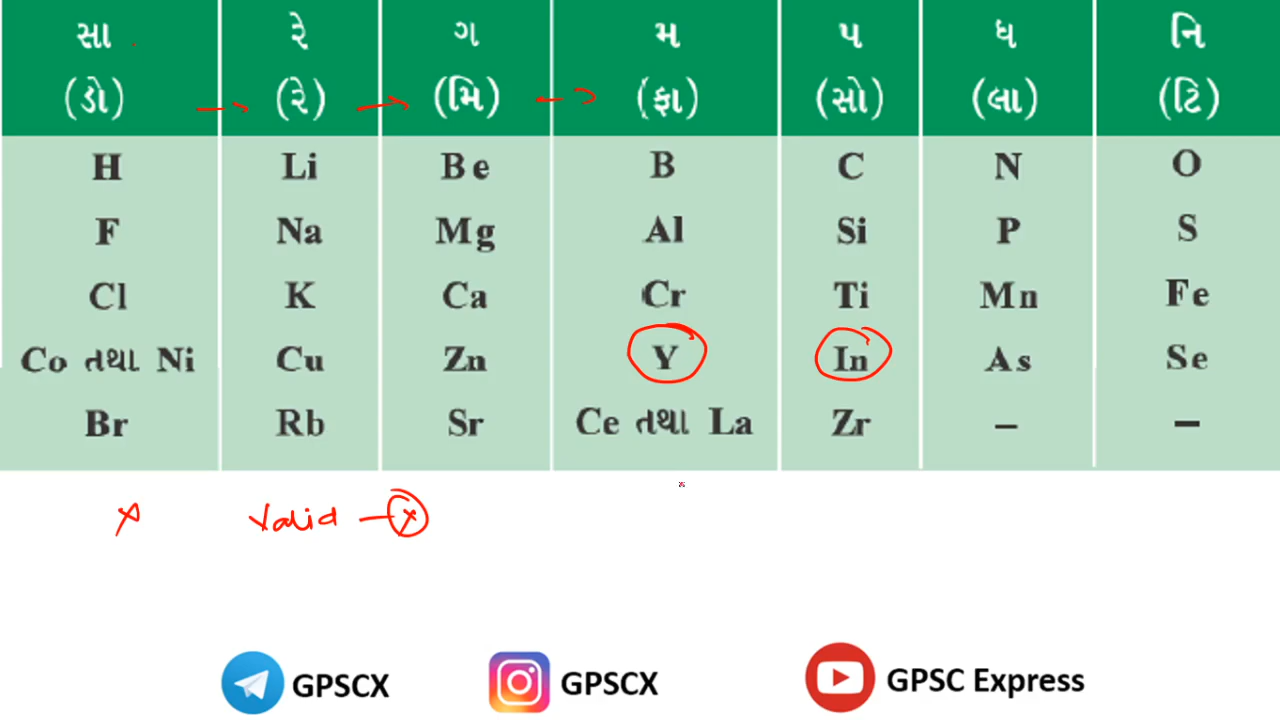 સા રે ગ મ પ ધ નિ
(ડો) (રે) (મિ) (ફા) (સો) (લા) (ટિ)
H Li Be B C N O
F Na Mg Al Si P S
Cl K Ca Cr Ti Mn Fe
Co તથા Ni Cu Zn Y In As Se
Br Rb Sr Ce તથા La Zr – –
x Valid – x
GPSCX GPSCX GPSC Express